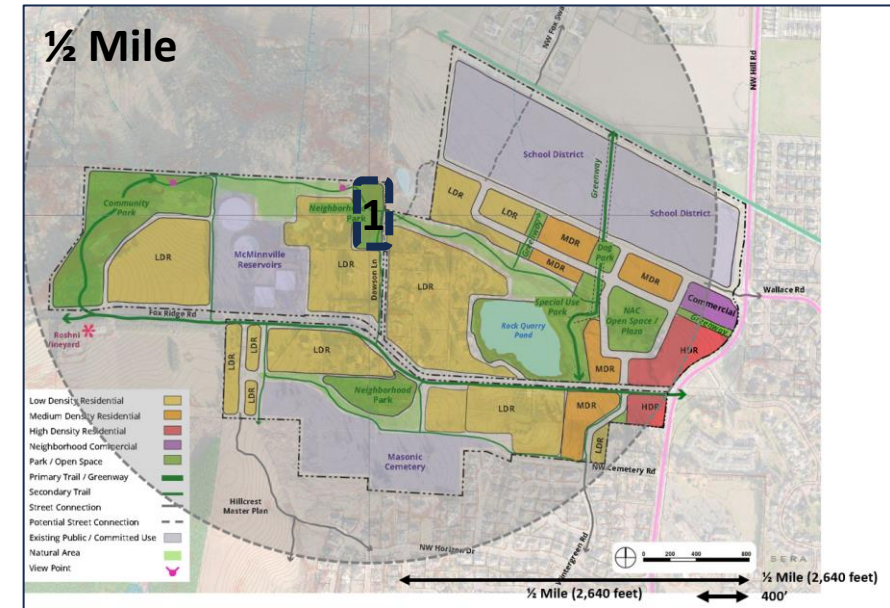 ½ Mile
NW Fox Swa
NW Hill Rd
School District
Greenway
School District
Community Park
Neighborhood Park
1
LDR
LDR
Greenway
MDR
MDR
Dog Park
MDR
McMinnville Reservoirs
LDR
LDR
Dawson Ln
LDR
Special Use Park
Rock Quarry Pond
NAC Open Space / Plaza
Commercial
Greenway
Wallace Rd
Fox Ridge Rd
Roshni Vineyard
LDR
LDR
LDR
LDR
MDR
HDR
Neighborhood Park
LDR
MDR
HDR
LDR
Masonic Cemetery
NW Cemetery Rd
Hillcrest Master Plan
NW Horizon Dr
Wintergreen Rd
Low Density Residential
Medium Density Residential
High Density Residential
Neighborhood Commercial
Park / Open Space
Primary Trail / Greenway
Secondary Trail
Street Connection
Potential Street Connection
Existing Public / Committed Use
Natural Area
View Point
0 200 400 800
SERA
½ Mile (2,640 feet)
½ Mile (2,640 feet)
400'